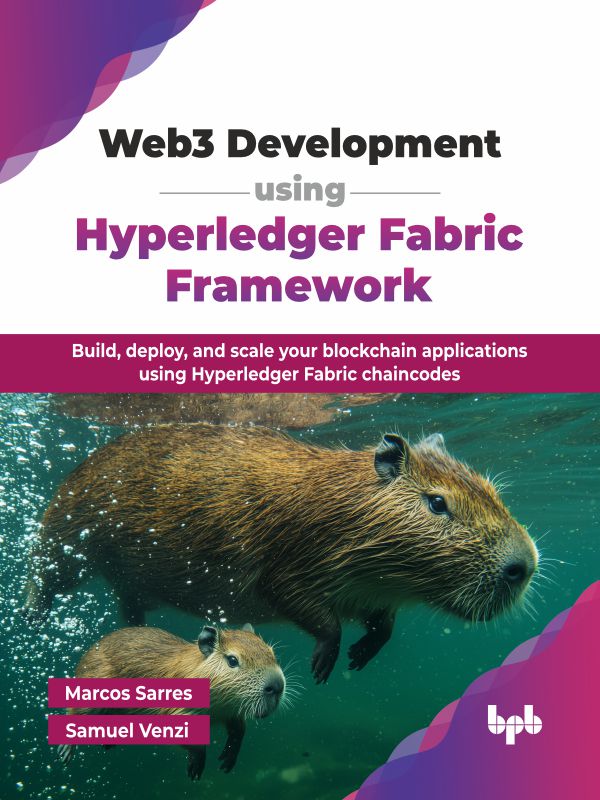 Web3 Development
using
Hyperledger Fabric
Framework
Build, deploy, and scale your blockchain applications
using Hyperledger Fabric chaincodes
Marcos Sarres
Samuel Venzi
bpb